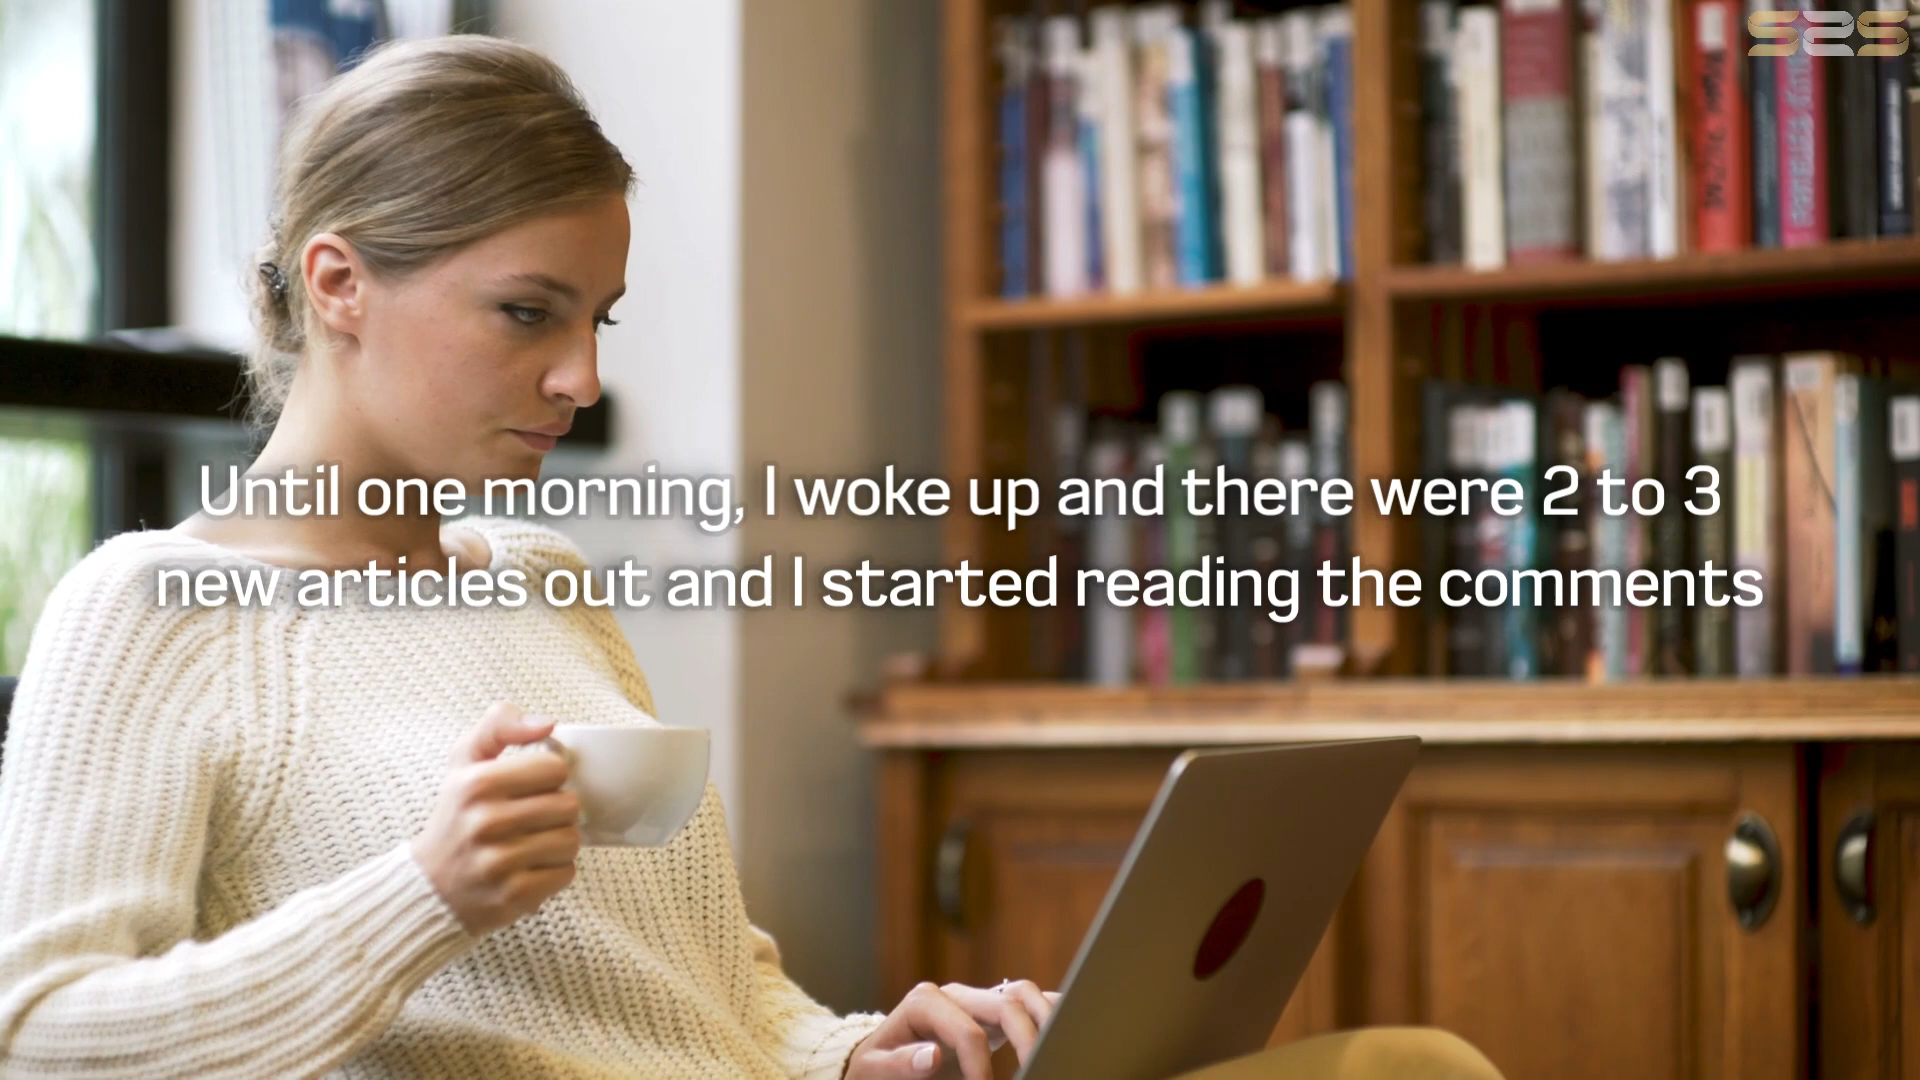 S2S
Until one morning, I woke up and there were 2 to 3
new articles out and I started reading the comments